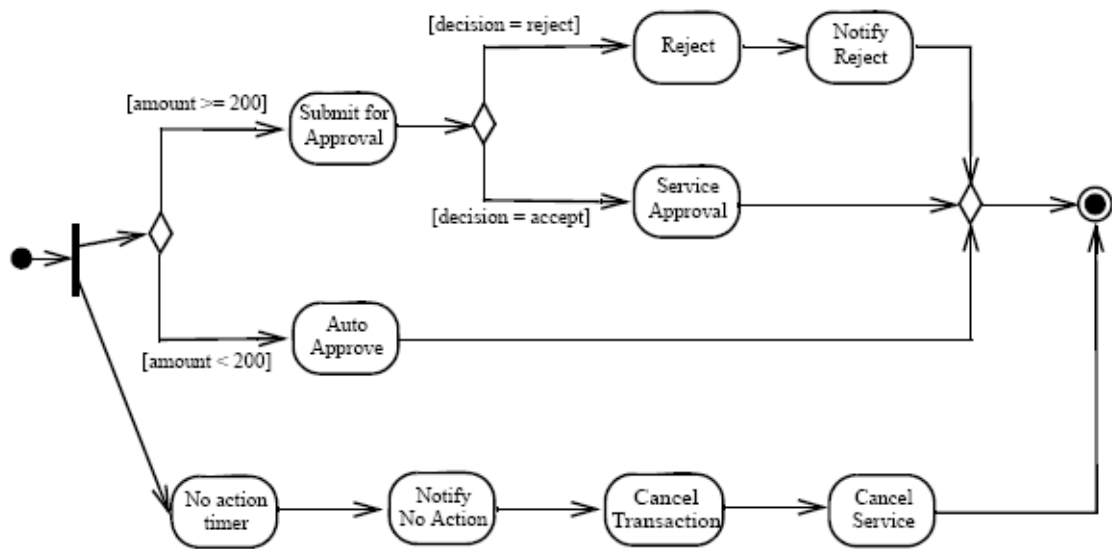 [decision = reject]
Reject
Notify
Reject
[amount >= 200]
Submit for
Approval
Service
Approval
[decision = accept]
Auto
Approve
[amount < 200]
No action
timer
Notify
No Action
Cancel
Transaction
Cancel
Service